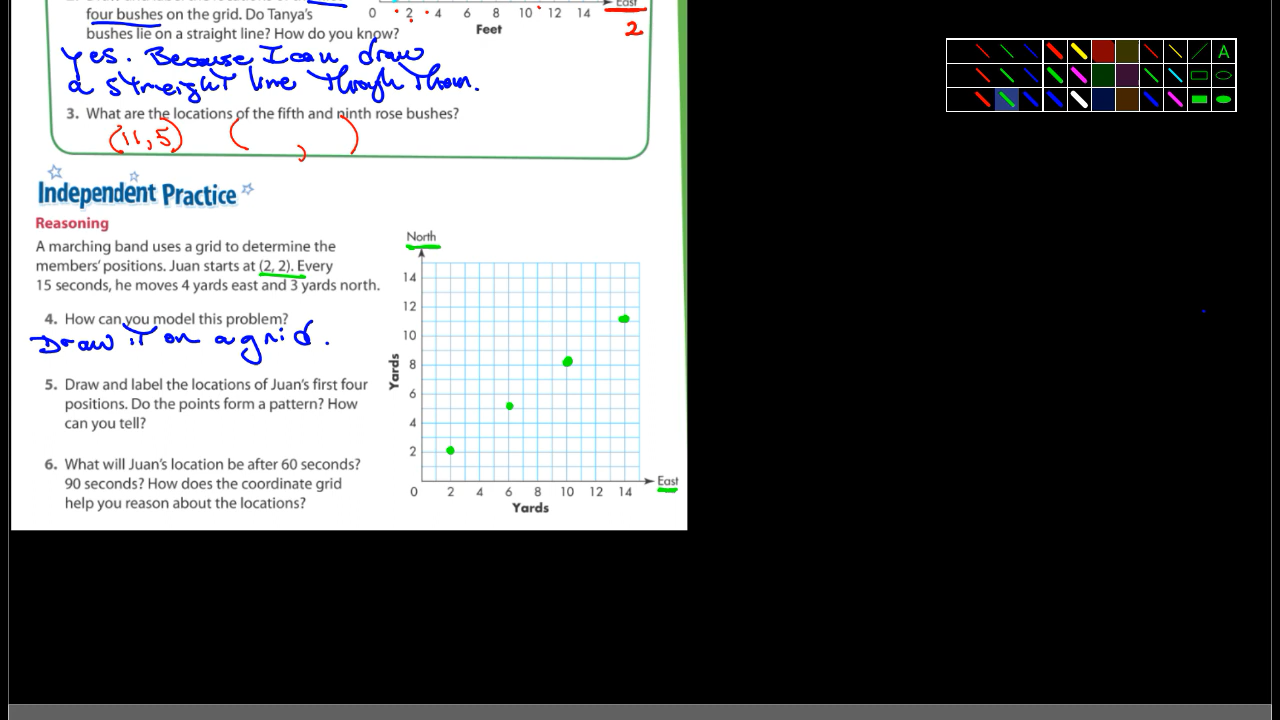 four bushes on the grid. Do Tanya's
bushes lie on a straight line? How do you know?
0 2 4 6 8 10 12 14 East
Feet
2
yes. Because I can draw
a streight line through them.
3. What are the locations of the fifth and ninth rose bushes?
(11,5) ( , )
Independent Practice
Reasoning
A marching band uses a grid to determine the
members' positions. Juan starts at (2, 2). Every
15 seconds, he moves 4 yards east and 3 yards north.
4. How can you model this problem?
Draw it on a grid.
5. Draw and label the locations of Juan's first four
positions. Do the points form a pattern? How
can you tell?
6. What will Juan's location be after 60 seconds?
90 seconds? How does the coordinate grid
help you reason about the locations?
North
14
12
10
8
6
4
2
Yards
0 2 4 6 8 10 12 14 East
Yards
A